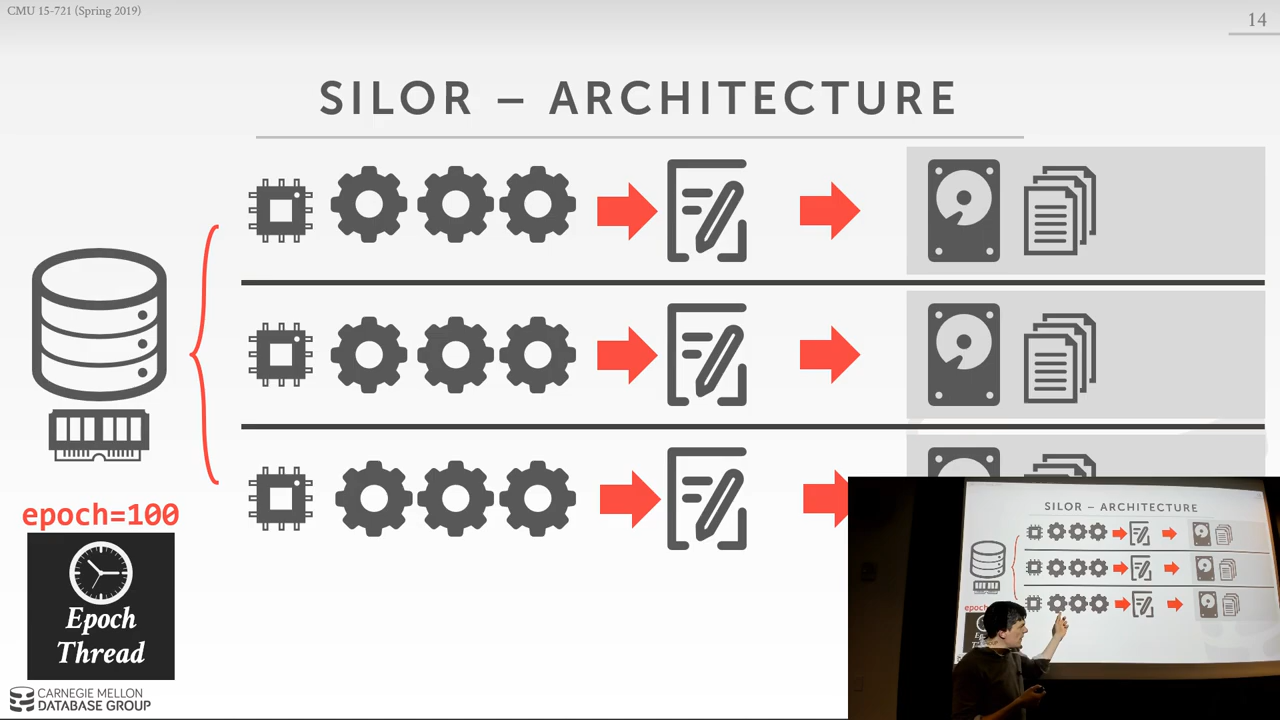 CMU 15-721 (Spring 2019)
14
SILOR – ARCHITECTURE
epoch=100
Epoch
Thread
CARNEGIE MELLON
DATABASE GROUP
SILOR – ARCHITECTURE